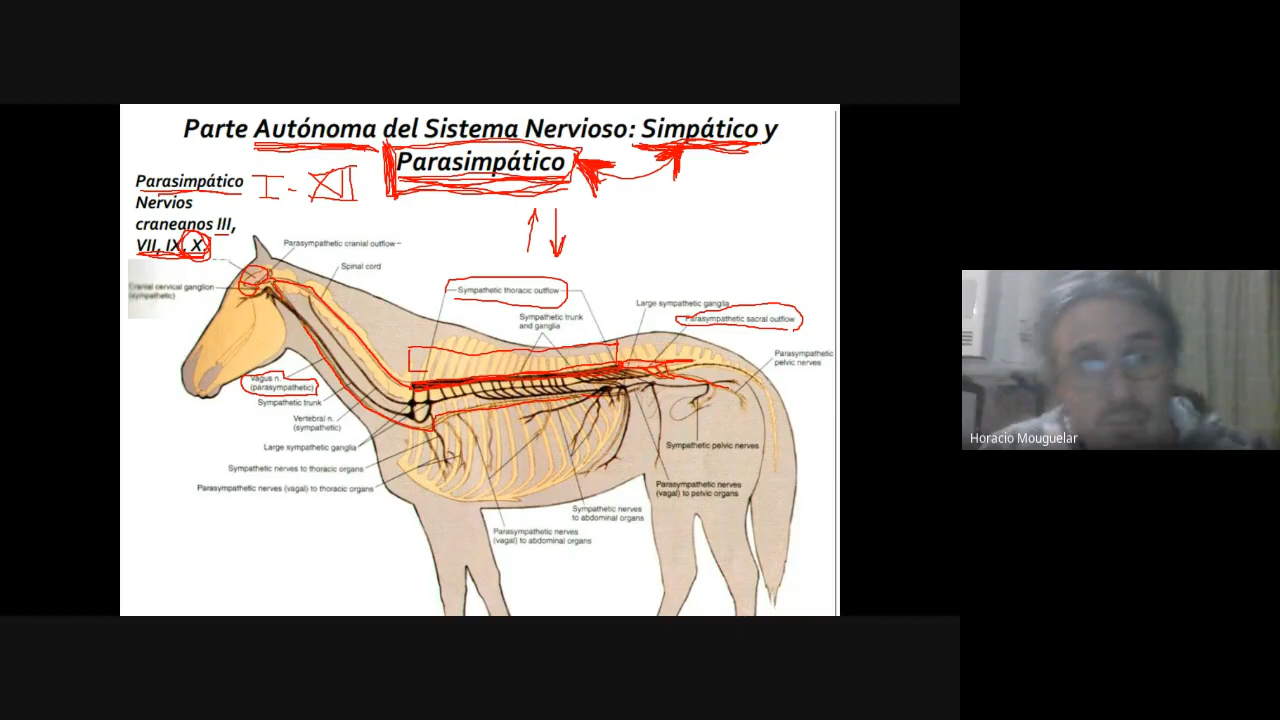 Parte Autónoma del Sistema Nervioso: Simpático y
Parasimpático
Parasimpático
Nervios
craneanos III,
VII, IX, X.
I - XII
Parasympathetic cranial outflow
Spinal cord
Cranial cervical ganglion
(sympathetic)
Sympathetic thoracic outflow
Sympathetic trunk
and ganglia
Large sympathetic ganglia
Parasympathetic sacral outflow
Parasympathetic
pelvic nerves
Vagus n.
(parasympathetic)
Sympathetic trunk
Vertebral n.
(sympathetic)
Large sympathetic ganglia
Sympathetic nerves to thoracic organs
Parasympathetic nerves (vagal) to thoracic organs
Sympathetic pelvic nerves
Parasympathetic nerves
(vagal) to pelvic organs
Sympathetic nerves
to abdominal organs
Parasympathetic nerves
(vagal) to abdominal organs
Horacio Mouguelar